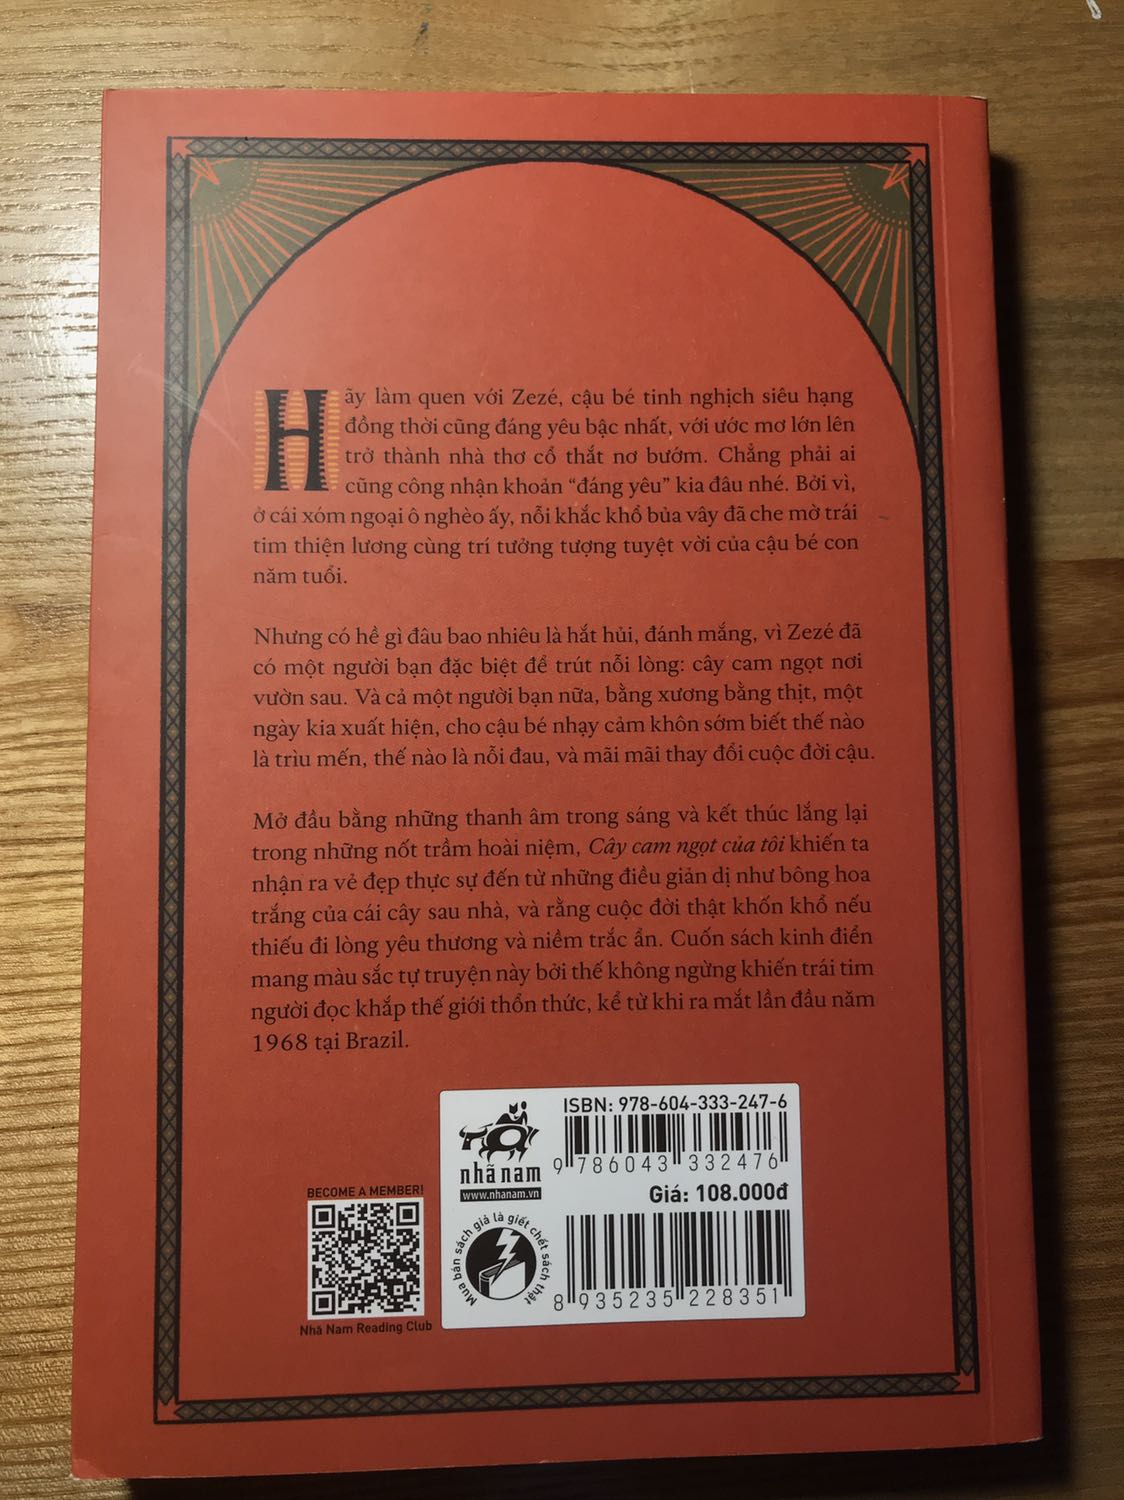 Hãy làm quen với Zezé, cậu bé tinh nghịch siêu hạng
đồng thời cũng đáng yêu bậc nhất, với ước mơ lớn lên
trở thành nhà thơ cổ thắt nơ bướm. Chẳng phải ai
cũng công nhận khoản “đáng yêu” kia đâu nhé. Bởi vì,
ở cái xóm ngoại ô nghèo ấy, nỗi khắc khổ bủa vây đã che mờ trái
tim thiện lương cùng trí tưởng tượng tuyệt vời của cậu bé con
năm tuổi.
Nhưng có hề gì đâu bao nhiêu là hắt hủi, đánh mắng, vì Zezé đã
có một người bạn đặc biệt để trút nỗi lòng: cây cam ngọt nơi
vườn sau. Và cả một người bạn nữa, bằng xương bằng thịt, một
ngày kia xuất hiện, cho cậu bé nhạy cảm khôn sớm biết thế nào
là trìu mến, thế nào là nỗi đau, và mãi mãi thay đổi cuộc đời cậu.
Mở đầu bằng những thanh âm trong sáng và kết thúc lắng lại
trong những nốt trầm hoài niệm, Cây cam ngọt của tôi khiến ta
nhận ra vẻ đẹp thực sự đến từ những điều giản dị như bông hoa
trắng của cái cây sau nhà, và rằng cuộc đời thật khốn khổ nếu
thiếu đi lòng yêu thương và niềm trắc ẩn. Cuốn sách kinh điển
mang màu sắc tự truyện này bởi thế không ngừng khiến trái tim
người đọc khắp thế giới thổn thức, kể từ khi ra mắt lần đầu năm
1968 tại Brazil.
BECOME A MEMBER!
Nhã Nam Reading Club
nhã nam
www.nhanam.vn
Mua bán sách giả là giết chết sách thật
ISBN: 978-604-333-247-6
9 786043 332476
Giá: 108.000đ
8 935235 228351